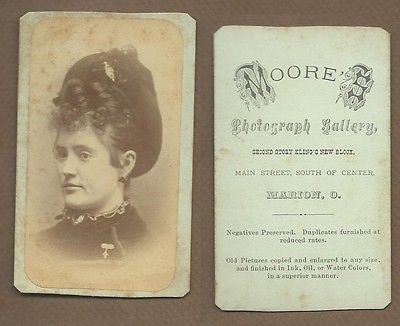 MOORE'S
Photograph Gallery,
SECOND STORY KLING'S NEW BLOCK,
MAIN STREET, SOUTH OF CENTER,
MARION, O.
Negatives Preserved. Duplicates furnished at
reduced rates.
Old Pictures copied and enlarged to any size,
and finished in Ink, Oil, or Water Colors,
in a superior manner.